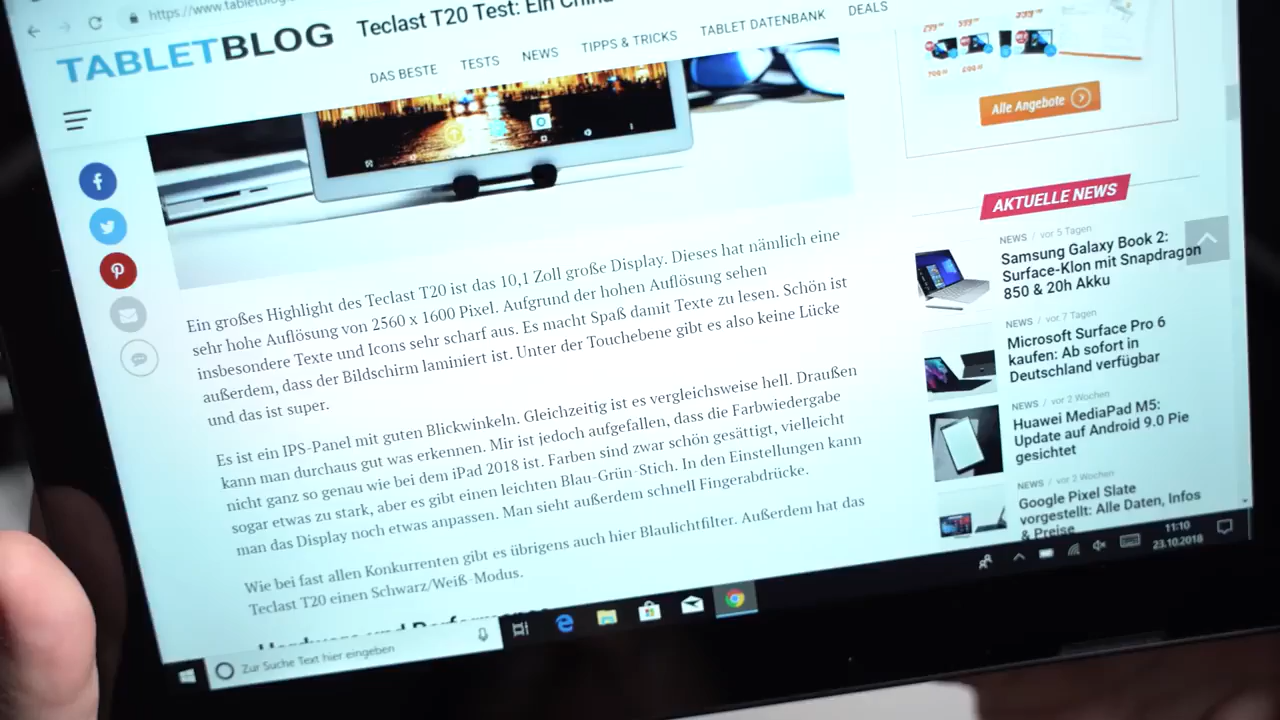 https://www.tabletblog
TABLETBLOG
Teclast T20 Test: Ein China
DAS BESTE TESTS NEWS TIPPS & TRICKS TABLET DATENBANK DEALS
Alle Angebote
Ein großes Highlight des Teclast T20 ist das 10,1 Zoll große Display. Dieses hat nämlich eine
sehr hohe Auflösung von 2560 x 1600 Pixel. Aufgrund der hohen Auflösung sehen
insbesondere Texte und Icons sehr scharf aus. Es macht Spaß damit Texte zu lesen. Schön ist
außerdem, dass der Bildschirm laminiert ist. Unter der Touchebene gibt es also keine Lücke
und das ist super.
Es ist ein IPS-Panel mit guten Blickwinkeln. Gleichzeitig ist es vergleichsweise hell. Draußen
kann man durchaus gut was erkennen. Mir ist jedoch aufgefallen, dass die Farbwiedergabe
nicht ganz so genau wie bei dem iPad 2018 ist. Farben sind zwar schön gesättigt, vielleicht
sogar etwas zu stark, aber es gibt einen leichten Blau-Grün-Stich. In den Einstellungen kann
man das Display noch etwas anpassen. Man sieht außerdem schnell Fingerabdrücke.
Wie bei fast allen Konkurrenten gibt es übrigens auch hier Blaulichtfilter. Außerdem hat das
Teclast T20 einen Schwarz/Weiß-Modus.
AKTUELLE NEWS
NEWS / vor 5 Tagen
Samsung Galaxy Book 2:
Surface-Klon mit Snapdragon
850 & 20h Akku
NEWS / vor 7 Tagen
Microsoft Surface Pro 6
kaufen: Ab sofort in
Deutschland verfügbar
NEWS / vor 2 Wochen
Huawei MediaPad M5:
Update auf Android 9.0 Pie
gesichtet
NEWS / vor 2 Wochen
Google Pixel Slate
vorgestellt: Alle Daten, Infos
& Preise
Zur Suche Text hier eingeben
11:10
23.10.2018